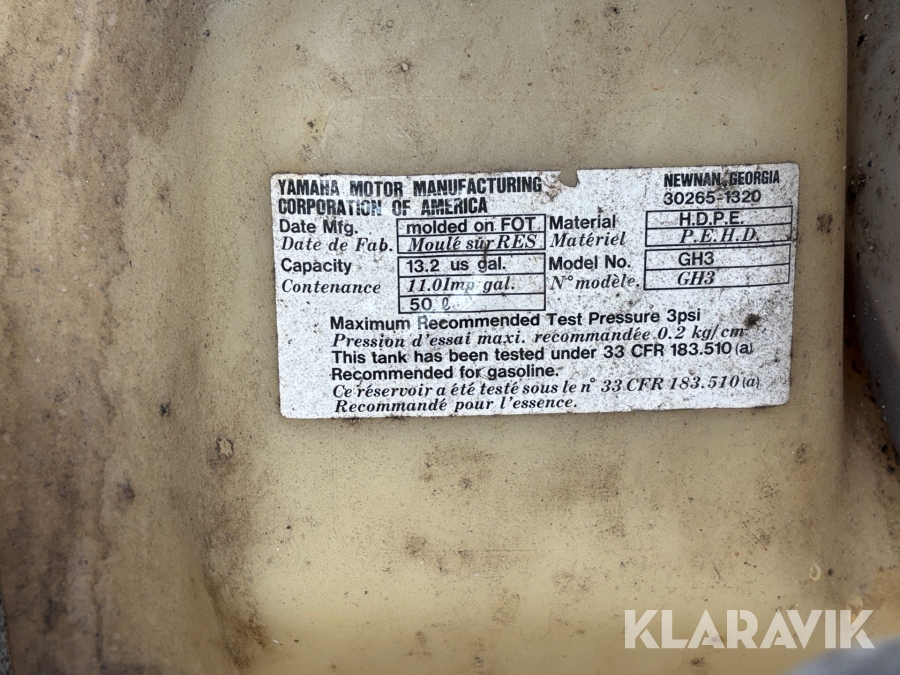 YAMAHA MOTOR MANUFACTURING
CORPORATION OF AMERICA
NEWNAN, GEORGIA
30265-1320
Date Mfg. molded on FOT
Date de Fab. Moulé sur RES
Material H.D.P.E.
Matériel P.E.H.D.
Capacity 13.2 us gal.
Contenance 11.0Imp gal.
50 ℓ
Model No. GH3
N° modèle. GH3
Maximum Recommended Test Pressure 3psi
Pression d'essai maxi. recommandée 0.2 kg/cm²
This tank has been tested under 33 CFR 183.510 (a)
Recommended for gasoline.
Ce réservoir a été testé sous le n° 33 CFR 183.510 (a)
Recommandé pour l'essence.
KLARAVIK